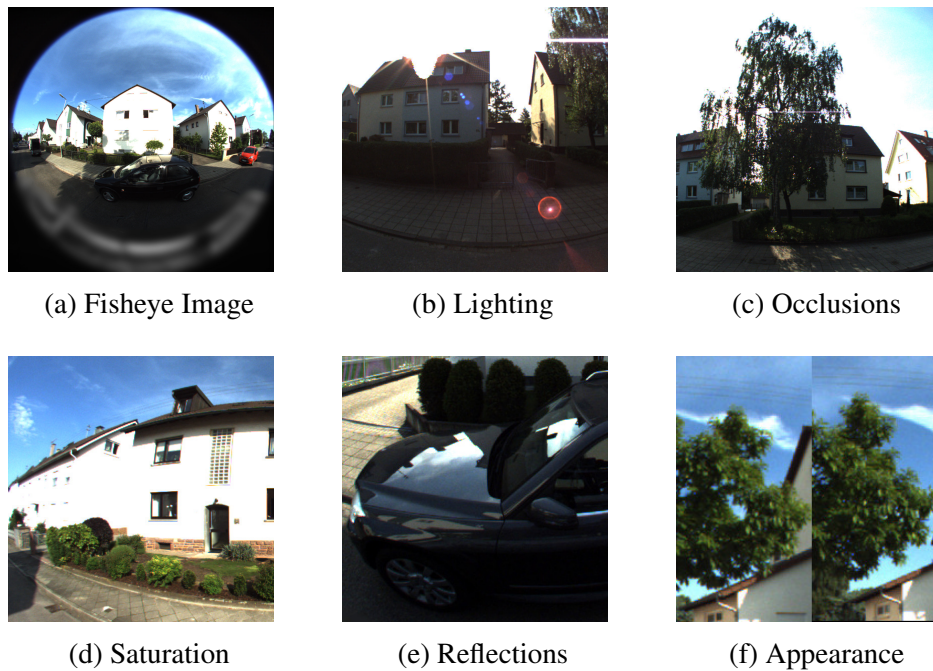 (a) Fisheye Image
(b) Lighting
(c) Occlusions
(d) Saturation
(e) Reflections
(f) Appearance